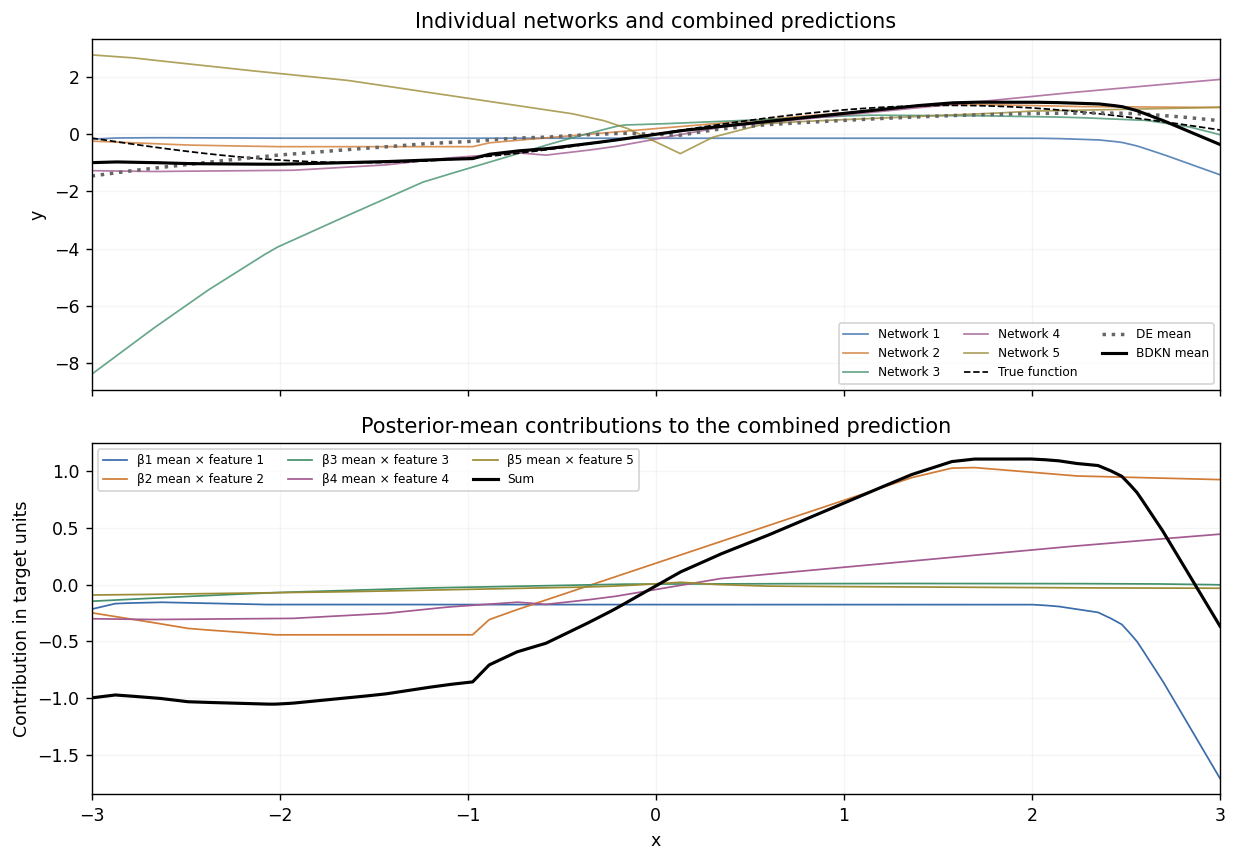 Individual networks and combined predictions
2
0
−2
−4
−6
−8
y
Network 1
Network 2
Network 3
Network 4
Network 5
True function
DE mean
BDKN mean
Posterior-mean contributions to the combined prediction
1.0
0.5
0.0
−0.5
−1.0
−1.5
Contribution in target units
β1 mean × feature 1
β2 mean × feature 2
β3 mean × feature 3
β4 mean × feature 4
β5 mean × feature 5
Sum
−3 −2 −1 0 1 2 3
x